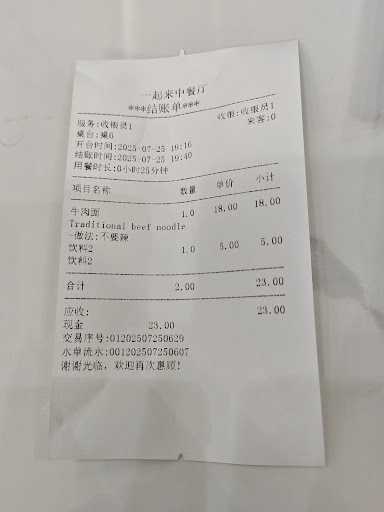 一起来中餐厅
***结账单***
服务:收银员1 收银:收银员1
桌台:桌6 来客:0
开台时间:2025-07-25 19:16
结账时间:2025-07-25 19:40
用餐时长:0小时25分钟
项目名称 数量 单价 小计
牛肉面 1.0 18.00 18.00
Traditional beef noodle
-做法:不要辣
饮料2 1.0 5.00 5.00
饮料2
合计 2.00 23.00
应收: 23.00
现金 23.00
交易序号:01202507250629
水单流水:001202507250607
谢谢光临，欢迎再次惠顾!